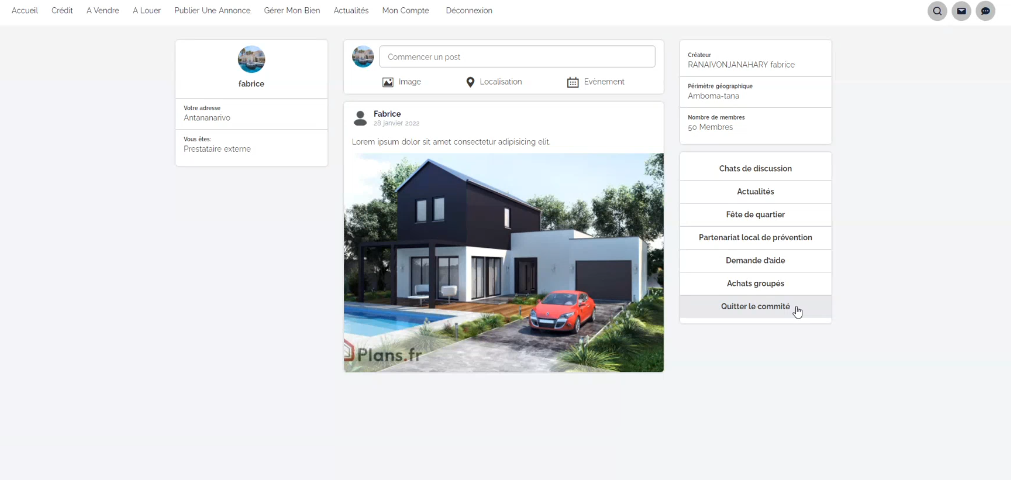 Accueil Crédit A Vendre A Louer Publier Une Annonce Gérer Mon Bien Actualités Mon Compte Déconnexion
fabrice
Votre adresse
Antananarivo
Vous êtes:
Prestataire externe
Commencer un post
Image Localisation Evènement
Fabrice
28 janvier 2022
Lorem ipsum dolor sit amet consectetur adipisicing elit.
Plans.fr
Créateur
RANAIVONJANAHARY fabrice
Périmètre géographique
Amboma-tana
Nombre de membres
50 Membres
Chats de discussion
Actualités
Fête de quartier
Partenariat local de prévention
Demande d'aide
Achats groupés
Quitter le commité